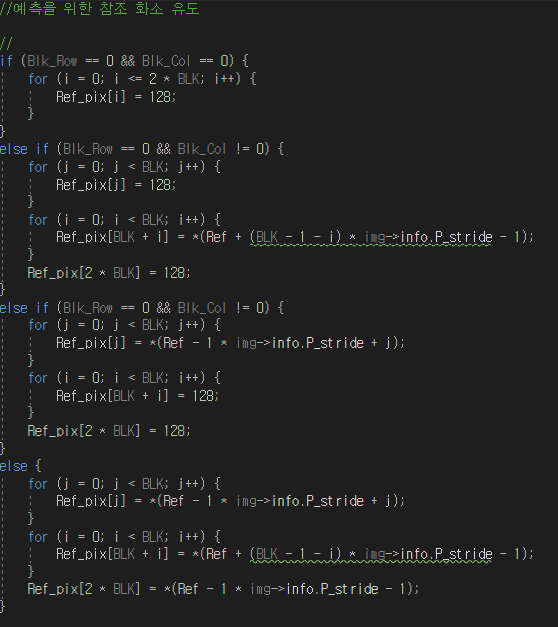 //예측을 위한 참조 화소 유도
//
if (Blk_Row == 0 && Blk_Col == 0) {
for (i = 0; i <= 2 * BLK; i++) {
Ref_pix[i] = 128;
}
}
else if (Blk_Row == 0 && Blk_Col != 0) {
for (j = 0; j < BLK; j++) {
Ref_pix[j] = 128;
}
for (i = 0; i < BLK; i++) {
Ref_pix[BLK + i] = *(Ref + (BLK - 1 - i) * img->info.P_stride - 1);
}
Ref_pix[2 * BLK] = 128;
}
else if (Blk_Row == 0 && Blk_Col != 0) {
for (j = 0; j < BLK; j++) {
Ref_pix[j] = *(Ref - 1 * img->info.P_stride + j);
}
for (i = 0; i < BLK; i++) {
Ref_pix[BLK + i] = 128;
}
Ref_pix[2 * BLK] = 128;
}
else {
for (j = 0; j < BLK; j++) {
Ref_pix[j] = *(Ref - 1 * img->info.P_stride + j);
}
for (i = 0; i < BLK; i++) {
Ref_pix[BLK + i] = *(Ref + (BLK - 1 - i) * img->info.P_stride - 1);
}
Ref_pix[2 * BLK] = *(Ref - 1 * img->info.P_stride - 1);
}